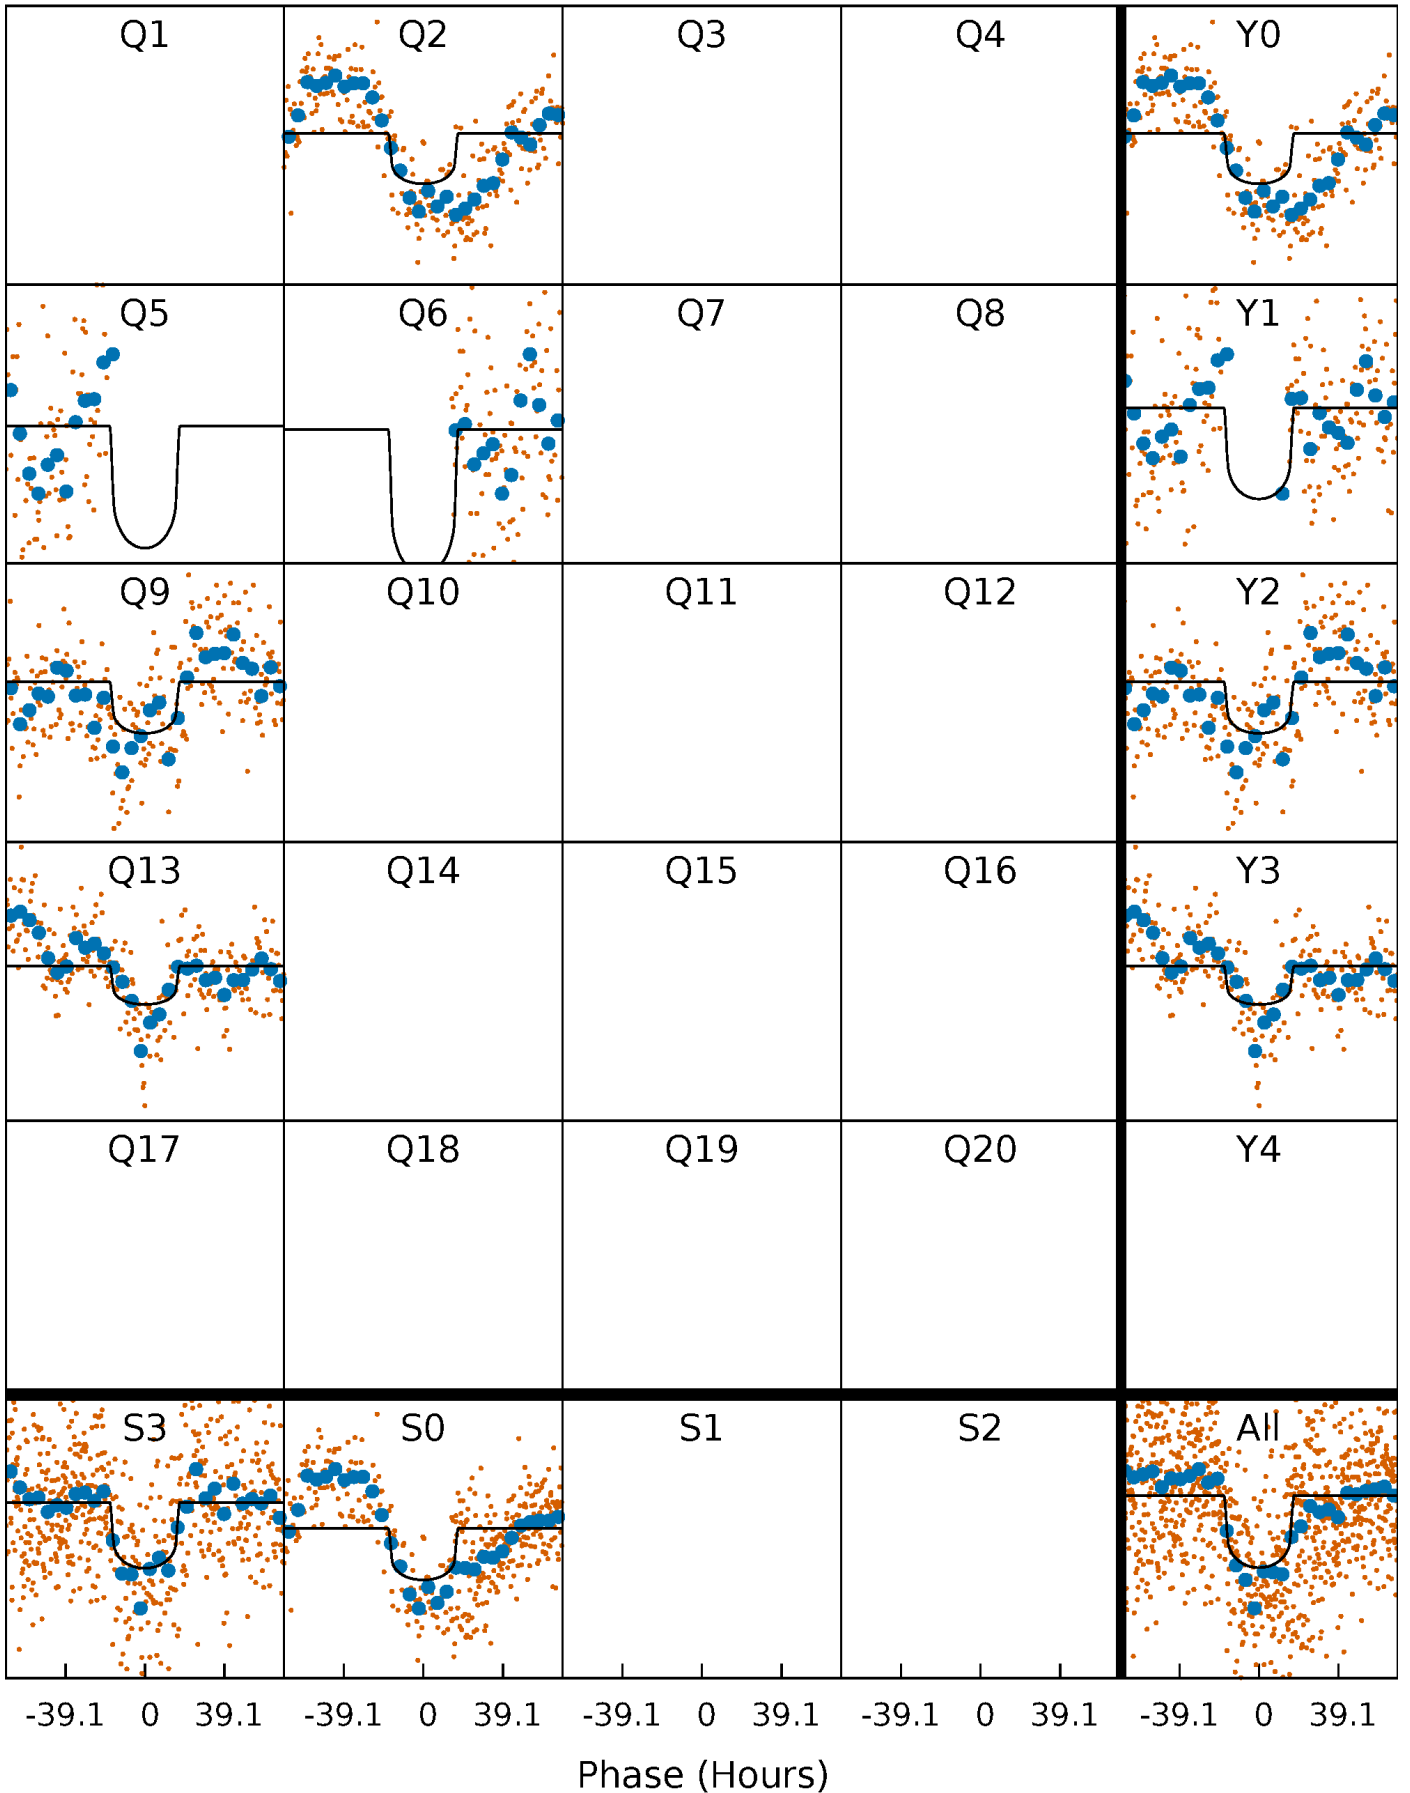 Q1 Q2 Q3 Q4 Y0
Q5 Q6 Q7 Q8 Y1
Q9 Q10 Q11 Q12 Y2
Q13 Q14 Q15 Q16 Y3
Q17 Q18 Q19 Q20 Y4
S3 S0 S1 S2 All
-39.1 0 39.1 -39.1 0 39.1 -39.1 0 39.1 -39.1 0 39.1 -39.1 0 39.1
Phase (Hours)